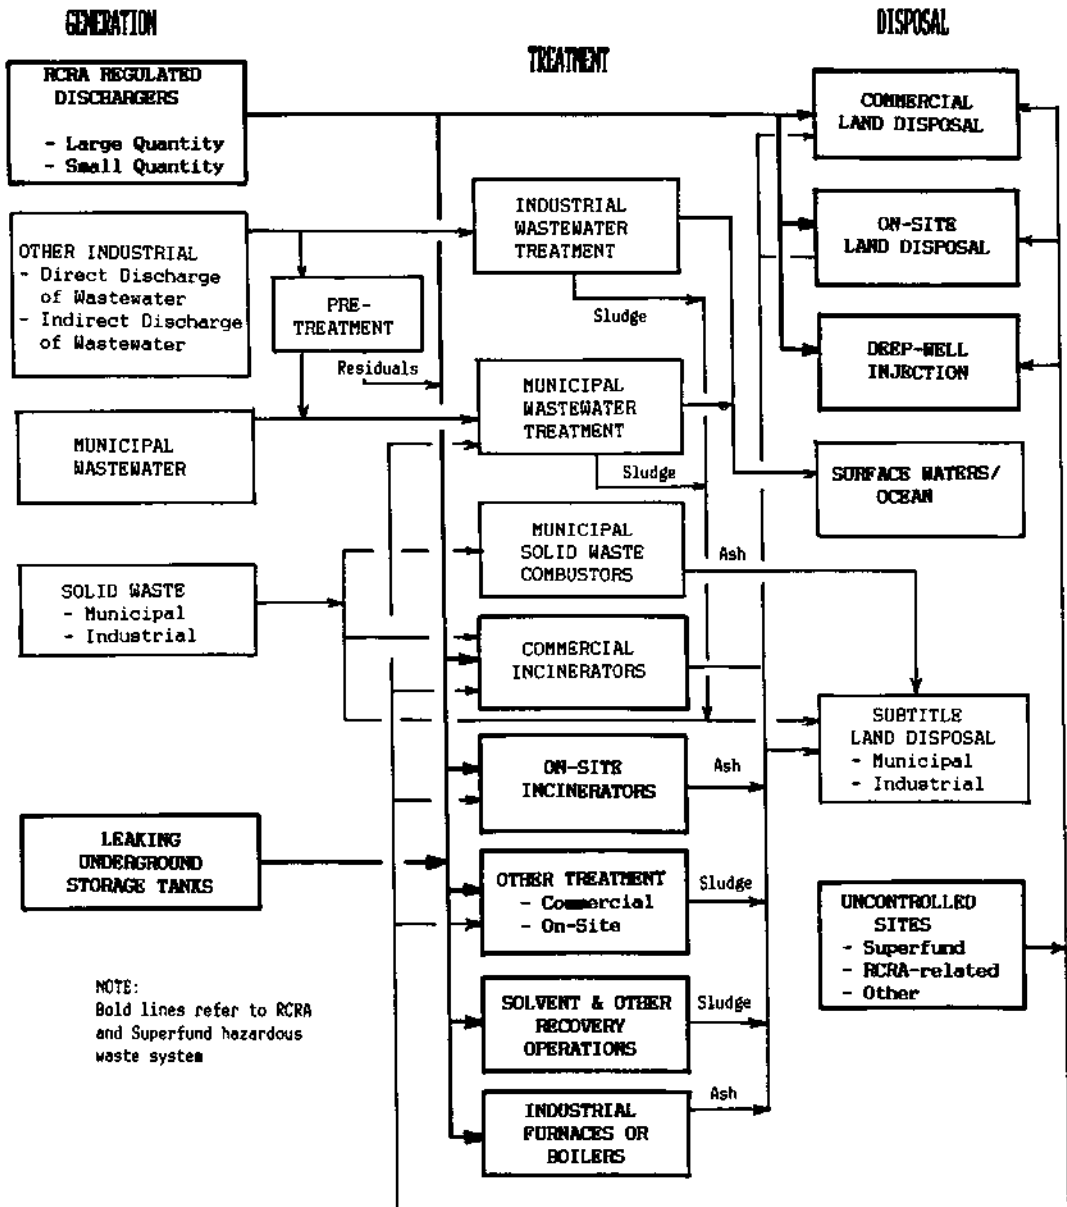 GENERATION
TREATMENT
DISPOSAL
RCRA REGULATED
DISCHARGERS
- Large Quantity
- Small Quantity
OTHER INDUSTRIAL
- Direct Discharge
of Wastewater
- Indirect Discharge
of Wastewater
PRE-
TREATMENT
Residuals
MUNICIPAL
WASTEWATER
SOLID WASTE
- Municipal
- Industrial
LEAKING
UNDERGROUND
STORAGE TANKS
NOTE:
Bold lines refer to RCRA
and Superfund hazardous
waste system
INDUSTRIAL
WASTEWATER
TREATMENT
Sludge
MUNICIPAL
WASTEWATER
TREATMENT
Sludge
MUNICIPAL
SOLID WASTE
COMBUSTORS
Ash
COMMERCIAL
INCINERATORS
ON-SITE
INCINERATORS
Ash
OTHER TREATMENT
- Commercial
- On-Site
Sludge
SOLVENT & OTHER
RECOVERY
OPERATIONS
Sludge
INDUSTRIAL
FURNACES OR
BOILERS
Ash
COMMERCIAL
LAND DISPOSAL
ON-SITE
LAND DISPOSAL
DEEP-WELL
INJECTION
SURFACE WATERS/
OCEAN
SUBTITLE
LAND DISPOSAL
- Municipal
- Industrial
UNCONTROLLED
SITES
- Superfund
- RCRA-related
- Other